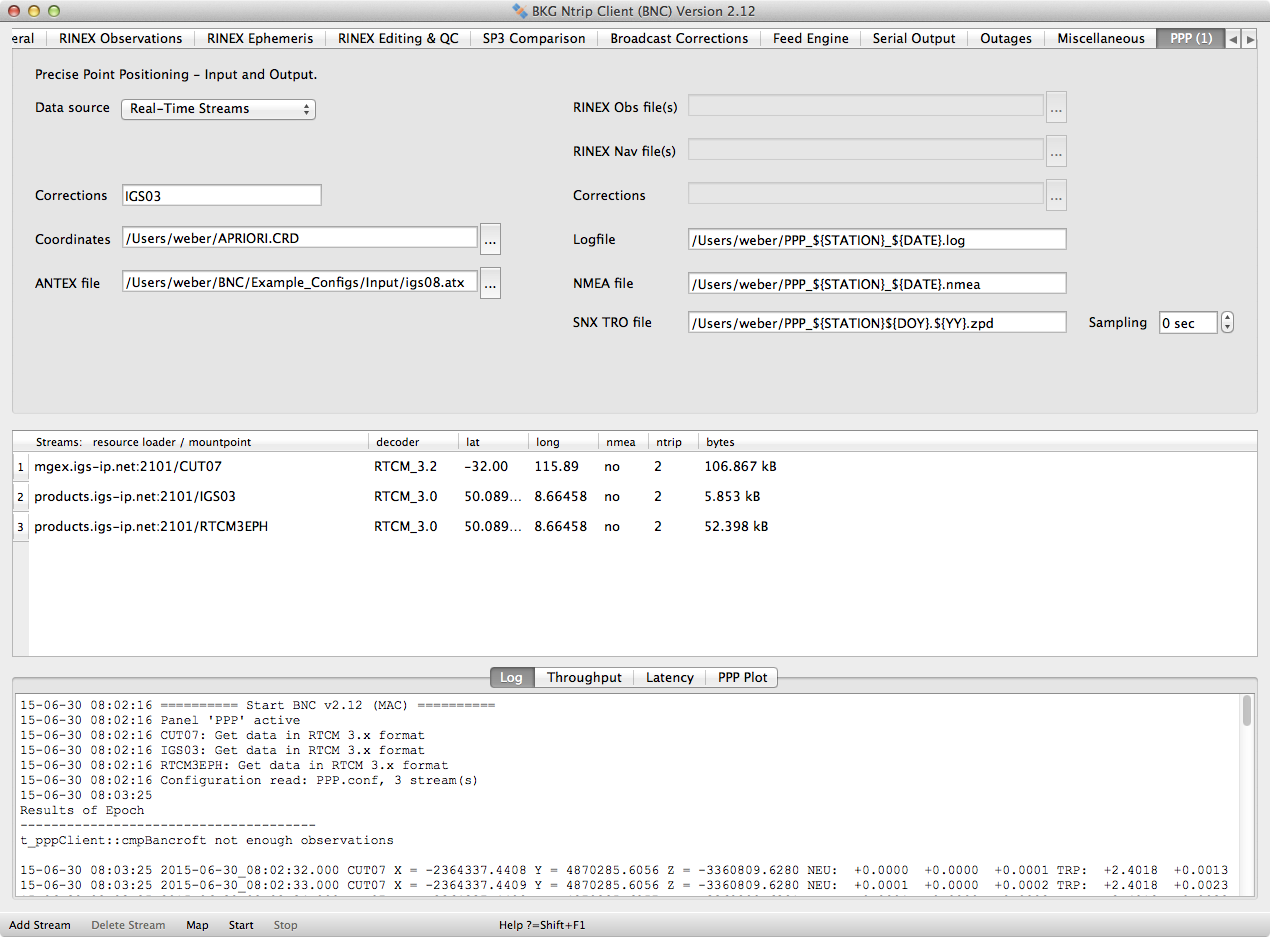 BKG Ntrip Client (BNC) Version 2.12
eral RINEX Observations RINEX Ephemeris RINEX Editing & QC SP3 Comparison Broadcast Corrections Feed Engine Serial Output Outages Miscellaneous PPP (1)
Precise Point Positioning - Input and Output.
Data source Real-Time Streams RINEX Obs file(s) ...
RINEX Nav file(s) ...
Corrections IGS03 Corrections ...
Coordinates /Users/weber/APRIORI.CRD ... Logfile /Users/weber/PPP_${STATION}_${DATE}.log
ANTEX file /Users/weber/BNC/Example_Configs/Input/igs08.atx ... NMEA file /Users/weber/PPP_${STATION}_${DATE}.nmea
SNX TRO file /Users/weber/PPP_${STATION}${DOY}.${YY}.zpd Sampling 0 sec
Streams: resource loader / mountpoint decoder lat long nmea ntrip bytes
1 mgex.igs-ip.net:2101/CUT07 RTCM_3.2 -32.00 115.89 no 2 106.867 kB
2 products.igs-ip.net:2101/IGS03 RTCM_3.0 50.089... 8.66458 no 2 5.853 kB
3 products.igs-ip.net:2101/RTCM3EPH RTCM_3.0 50.089... 8.66458 no 2 52.398 kB
Log Throughput Latency PPP Plot
15-06-30 08:02:16 ========== Start BNC v2.12 (MAC) ==========
15-06-30 08:02:16 Panel 'PPP' active
15-06-30 08:02:16 CUT07: Get data in RTCM 3.x format
15-06-30 08:02:16 IGS03: Get data in RTCM 3.x format
15-06-30 08:02:16 RTCM3EPH: Get data in RTCM 3.x format
15-06-30 08:02:16 Configuration read: PPP.conf, 3 stream(s)
15-06-30 08:03:25
Results of Epoch
--------------------------------------
t_pppClient::cmpBancroft not enough observations
15-06-30 08:03:25 2015-06-30_08:02:32.000 CUT07 X = -2364337.4408 Y = 4870285.6056 Z = -3360809.6280 NEU: +0.0000 +0.0000 +0.0001 TRP: +2.4018 +0.0013
15-06-30 08:03:25 2015-06-30_08:02:33.000 CUT07 X = -2364337.4409 Y = 4870285.6056 Z = -3360809.6280 NEU: +0.0001 +0.0000 +0.0002 TRP: +2.4018 +0.0023
Add Stream Delete Stream Map Start Stop Help ?=Shift+F1